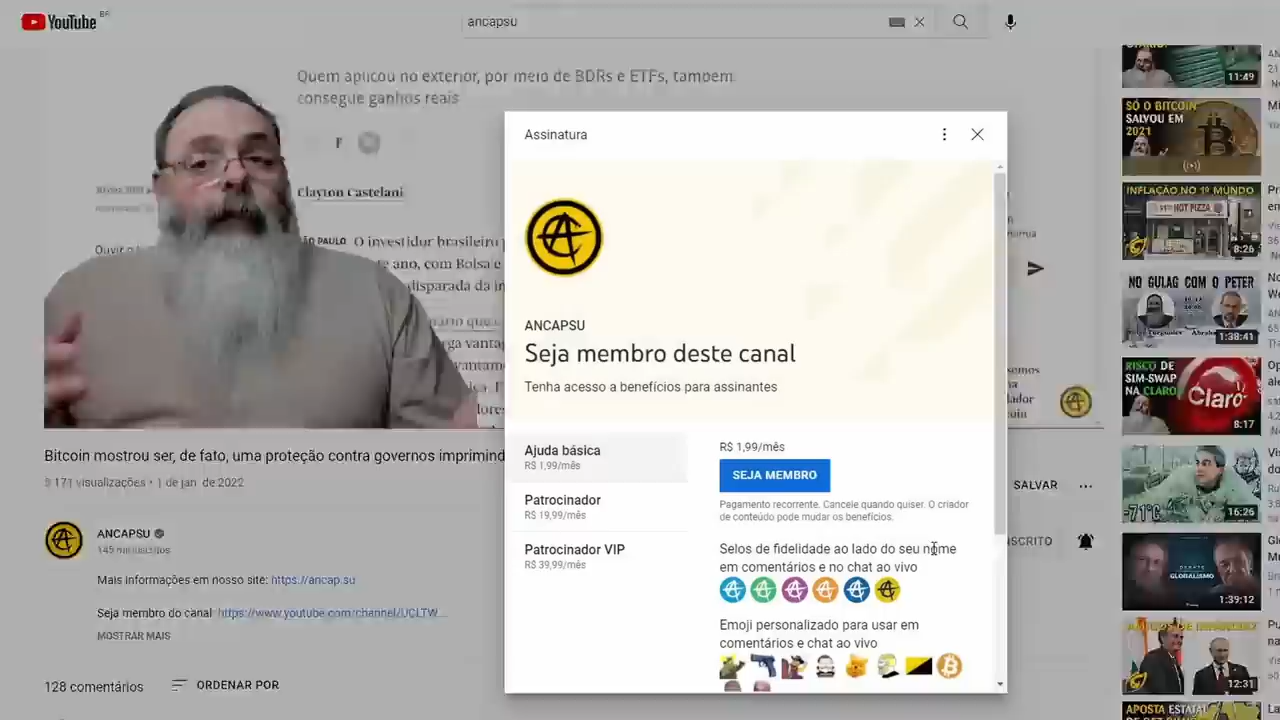 YouTube BR
ancapsu
Quem aplicou no exterior, por meio de BDRs e ETFs, também
consegue ganhos reais
Clayton Castelani
SÃO PAULO O investidor brasileiro
Assinatura
ANCAPSU
Seja membro deste canal
Tenha acesso a benefícios para assinantes
Ajuda básica
R$ 1,99/mês
Patrocinador
R$ 19,99/mês
Patrocinador VIP
R$ 39,99/mês
R$ 1,99/mês
SEJA MEMBRO
Pagamento recorrente. Cancele quando quiser. O criador
de conteúdo pode mudar os benefícios.
Selos de fidelidade ao lado do seu nome
em comentários e no chat ao vivo
Emoji personalizado para usar em
comentários e chat ao vivo
Bitcoin mostrou ser, de fato, uma proteção contra governos imprimind
171 visualizações • 1 de jan. de 2022
SALVAR
ANCAPSU
Mais informações em nosso site: https://ancap.su
Seja membro do canal: https://www.youtube.com/channel/UCLTW...
MOSTRAR MAIS
128 comentários
ORDENAR POR
11:49
SÓ O BITCOIN
SALVOU EM
2021
INFLAÇÃO NO 1º MUNDO
HOT PIZZA
8:26
NO GULAG COM O PETER
1:38:41
RISCO DE
SIM-SWAP
NA CLARO
Claro
8:17
-71°C
16:26
GLOBALISMO
1:39:12
12:31
APOSTA ESTATAL